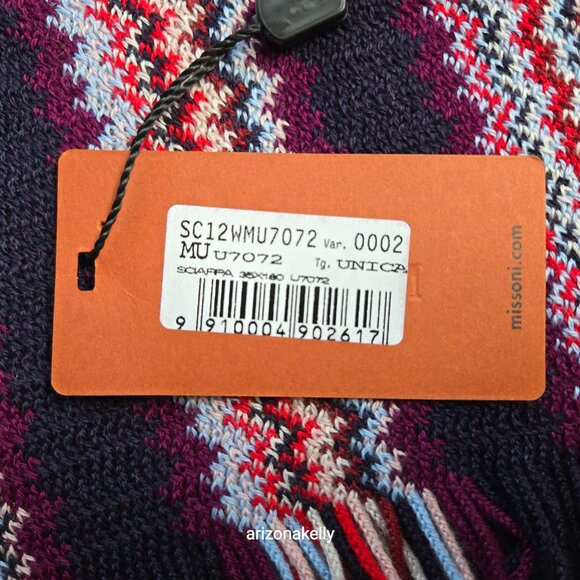 SC12WMU7072 Var. 0002
MU U7072 Tg. UNICA
SCIARPA 35X180 U7072
9 910004 902617
missoni.com
arizonakelly